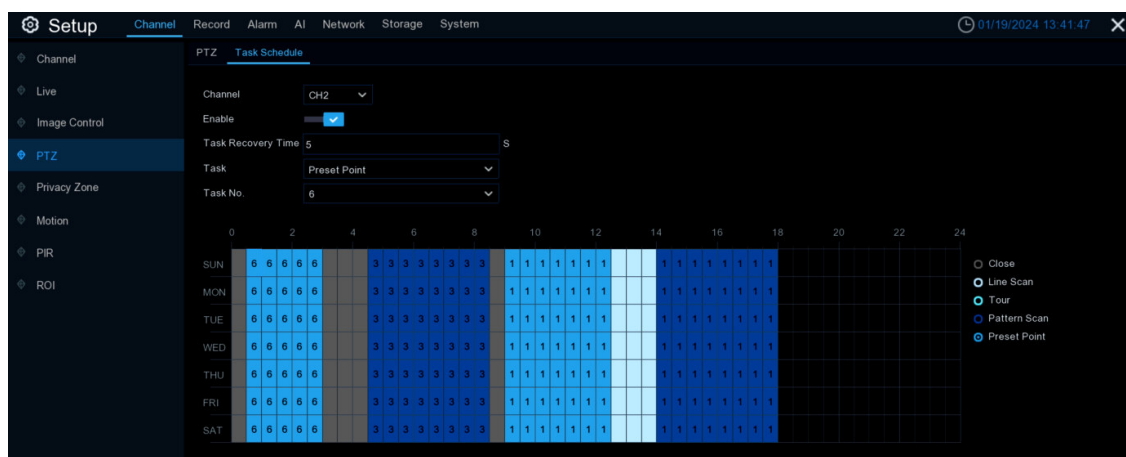 Setup Channel Record Alarm AI Network Storage System 01/19/2024 13:41:47
Channel
Live
Image Control
PTZ
Privacy Zone
Motion
PIR
ROI
PTZ Task Schedule
Channel CH2
Enable
Task Recovery Time 5 S
Task Preset Point
Task No. 6
0 2 4 6 8 10 12 14 16 18 20 22 24
SUN 6 6 6 6 6 3 3 3 3 3 3 3 3 1 1 1 1 1 1 1 1 1 1 1 1 1 1 1
MON 6 6 6 6 6 3 3 3 3 3 3 3 3 1 1 1 1 1 1 1 1 1 1 1 1 1 1 1
TUE 6 6 6 6 6 3 3 3 3 3 3 3 3 1 1 1 1 1 1 1 1 1 1 1 1 1 1 1
WED 6 6 6 6 6 3 3 3 3 3 3 3 3 1 1 1 1 1 1 1 1 1 1 1 1 1 1 1
THU 6 6 6 6 6 3 3 3 3 3 3 3 3 1 1 1 1 1 1 1 1 1 1 1 1 1 1 1
FRI 6 6 6 6 6 3 3 3 3 3 3 3 3 1 1 1 1 1 1 1 1 1 1 1 1 1 1 1
SAT 6 6 6 6 6 3 3 3 3 3 3 3 3 1 1 1 1 1 1 1 1 1 1 1 1 1 1 1
Close
Line Scan
Tour
Pattern Scan
Preset Point